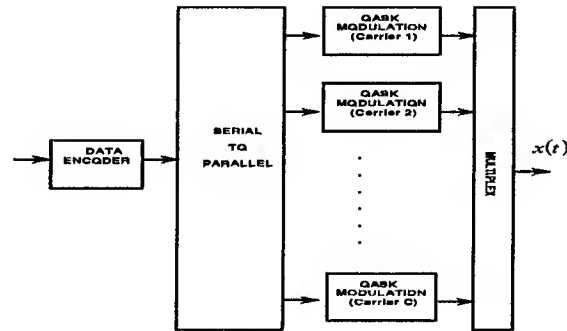 QASK
MODULATION
(Carrier 1)
QASK
MODULATION
(Carrier 2)
SERIAL
TO
PARALLEL
DATA
ENCODER
MULTIPLEX
x(t)
QASK
MODULATION
(Carrier C)